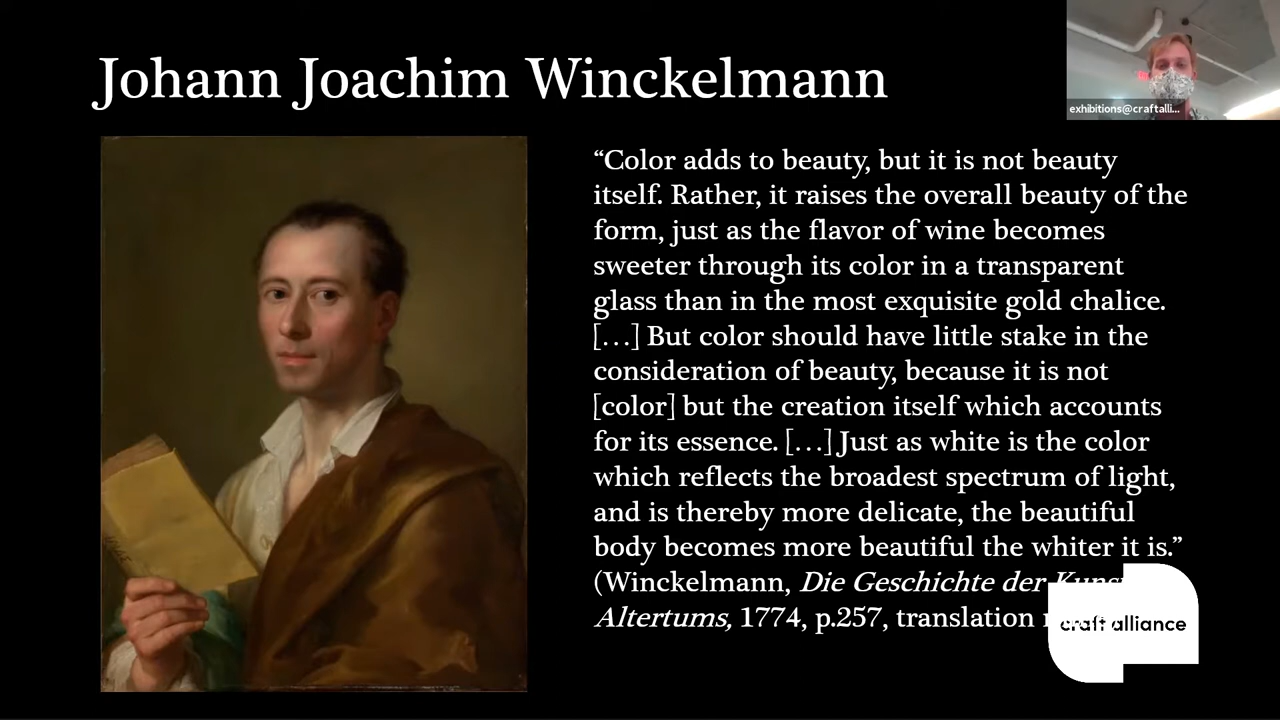 Johann Joachim Winckelmann
exhibitions@craftalli...
“Color adds to beauty, but it is not beauty
itself. Rather, it raises the overall beauty of the
form, just as the flavor of wine becomes
sweeter through its color in a transparent
glass than in the most exquisite gold chalice.
[…] But color should have little stake in the
consideration of beauty, because it is not
[color] but the creation itself which accounts
for its essence. […] Just as white is the color
which reflects the broadest spectrum of light,
and is thereby more delicate, the beautiful
body becomes more beautiful the whiter it is.”
(Winckelmann, Die Geschichte der
Altertums, 1774, p.257, translation
craft alliance